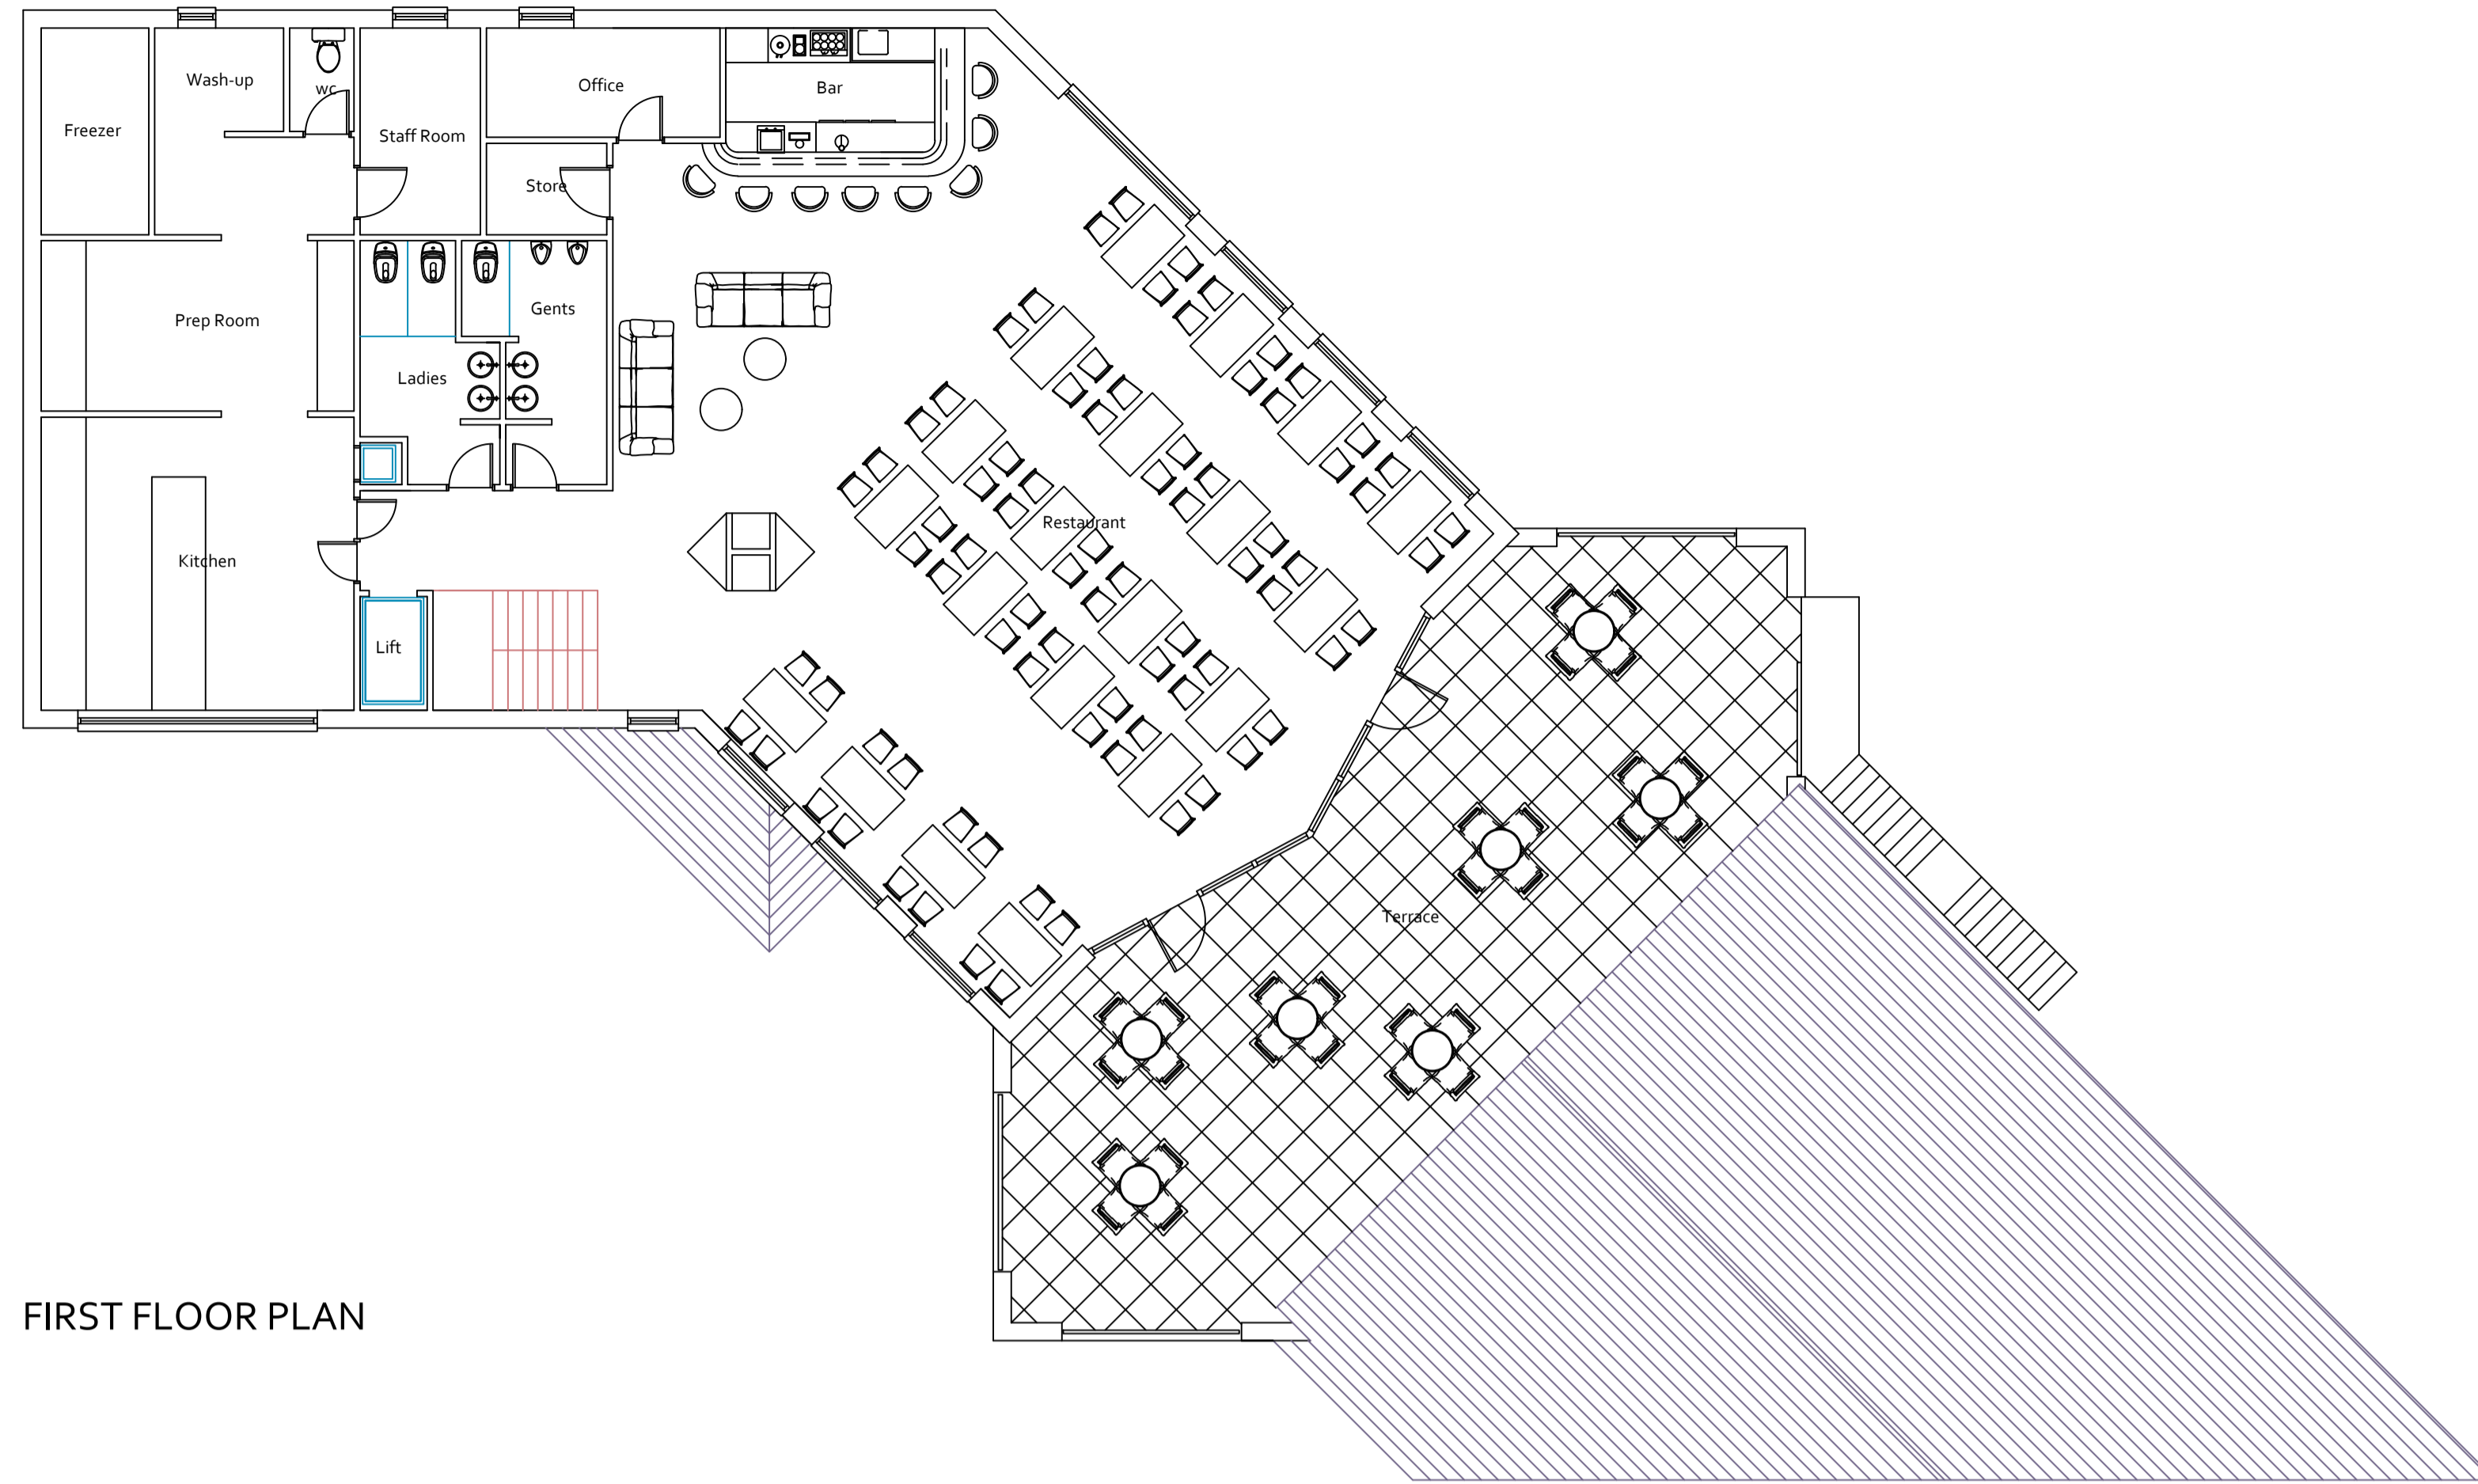 Wash-up
wc
Office
Bar
Freezer
Staff Room
Store
Gents
Prep Room
Ladies
Restaurant
Kitchen
Lift
Terrace
FIRST FLOOR PLAN